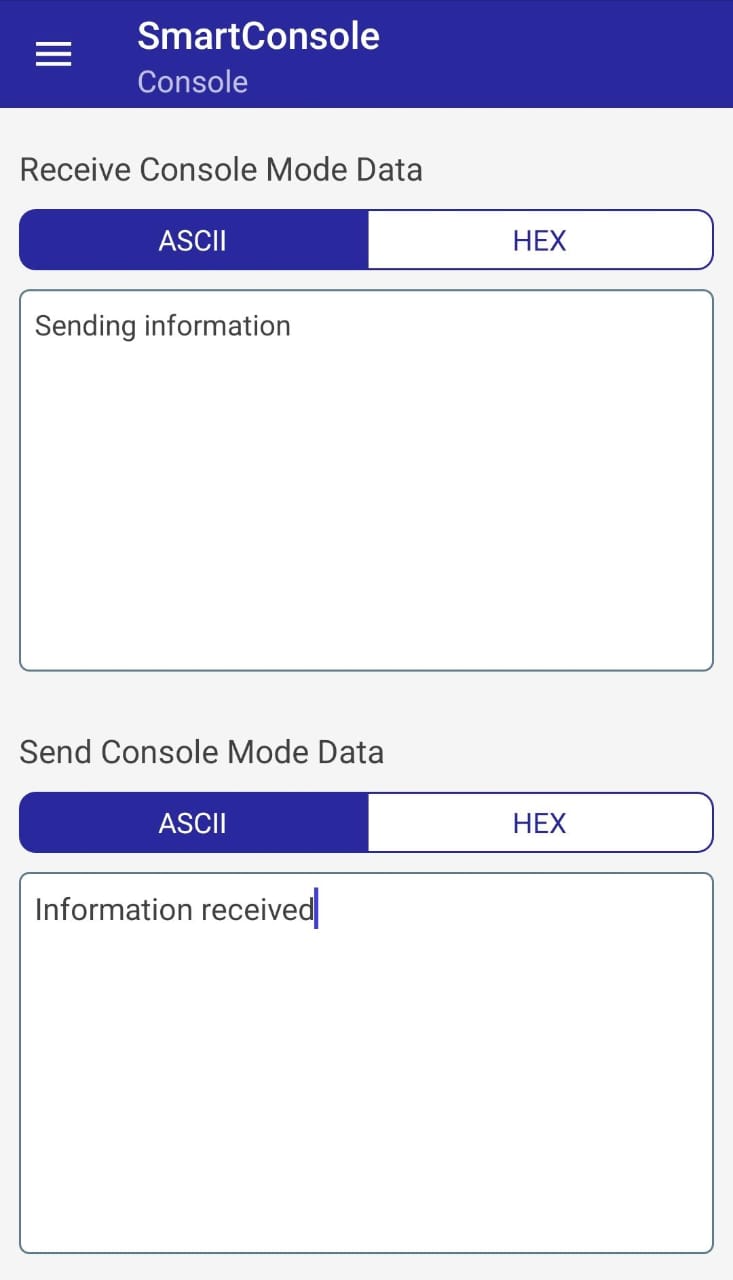 SmartConsole
Console
Receive Console Mode Data
ASCII HEX
Sending information
Send Console Mode Data
ASCII HEX
Information received